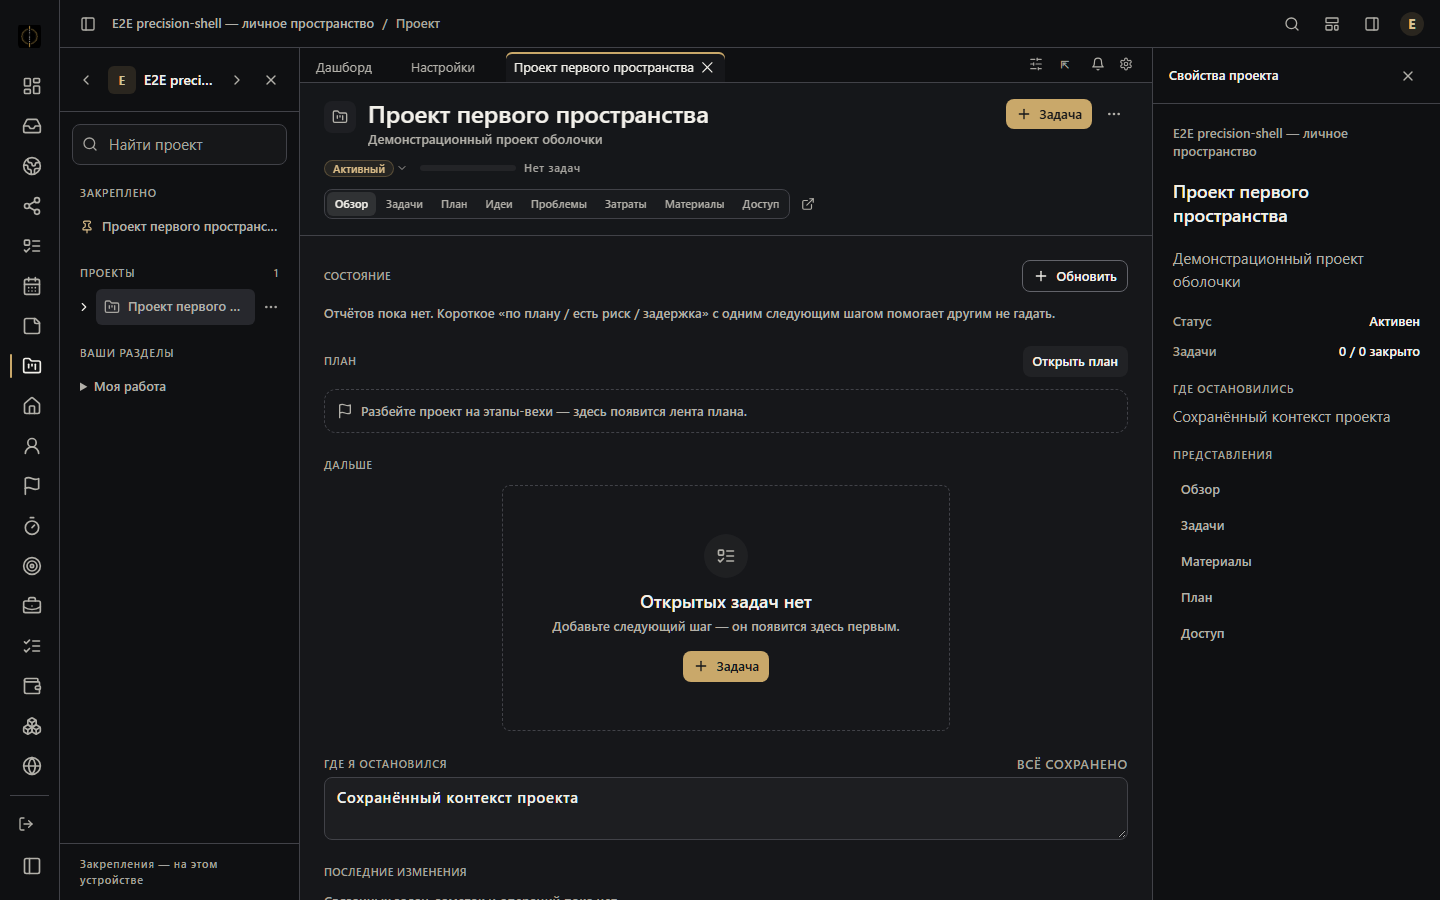 E2E precision-shell — личное пространство / Проект
E
E
E2E preci...
Найти проект
ЗАКРЕПЛЕНО
Проект первого пространс...
ПРОЕКТЫ 1
Проект первого ...
ВАШИ РАЗДЕЛЫ
Моя работа
Закрепления — на этом
устройстве
Дашборд Настройки Проект первого пространства
Проект первого пространства
Демонстрационный проект оболочки
Задача
Активный Нет задач
Обзор Задачи План Идеи Проблемы Затраты Материалы Доступ
СОСТОЯНИЕ
Обновить
Отчётов пока нет. Короткое «по плану / есть риск / задержка» с одним следующим шагом помогает другим не гадать.
ПЛАН
Открыть план
Разбейте проект на этапы-вехи — здесь появится лента плана.
ДАЛЬШЕ
Открытых задач нет
Добавьте следующий шаг — он появится здесь первым.
Задача
ГДЕ Я ОСТАНОВИЛСЯ ВСЁ СОХРАНЕНО
Сохранённый контекст проекта
ПОСЛЕДНИЕ ИЗМЕНЕНИЯ
Свойства проекта
E2E precision-shell — личное
пространство
Проект первого
пространства
Демонстрационный проект
оболочки
Статус Активен
Задачи 0 / 0 закрыто
ГДЕ ОСТАНОВИЛИСЬ
Сохранённый контекст проекта
ПРЕДСТАВЛЕНИЯ
Обзор
Задачи
Материалы
План
Доступ